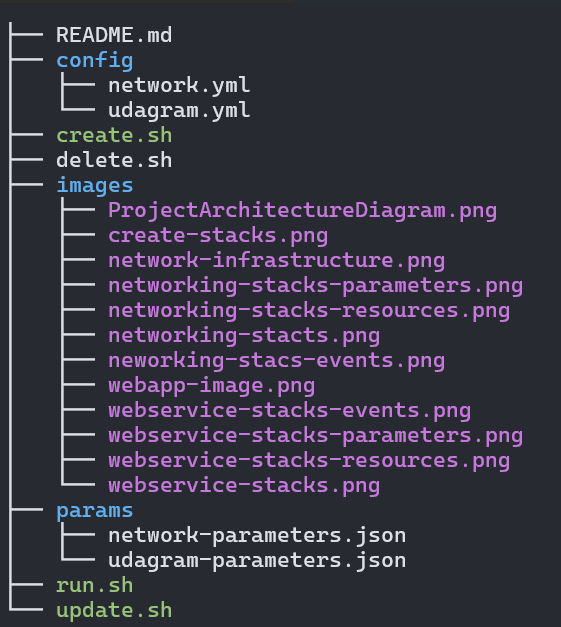 README.md
config
network.yml
udagram.yml
create.sh
delete.sh
images
ProjectArchitectureDiagram.png
create-stacks.png
network-infrastructure.png
networking-stacks-parameters.png
networking-stacks-resources.png
networking-stacts.png
neworking-stacs-events.png
webapp-image.png
webservice-stacks-events.png
webservice-stacks-parameters.png
webservice-stacks-resources.png
webservice-stacks.png
params
network-parameters.json
udagram-parameters.json
run.sh
update.sh